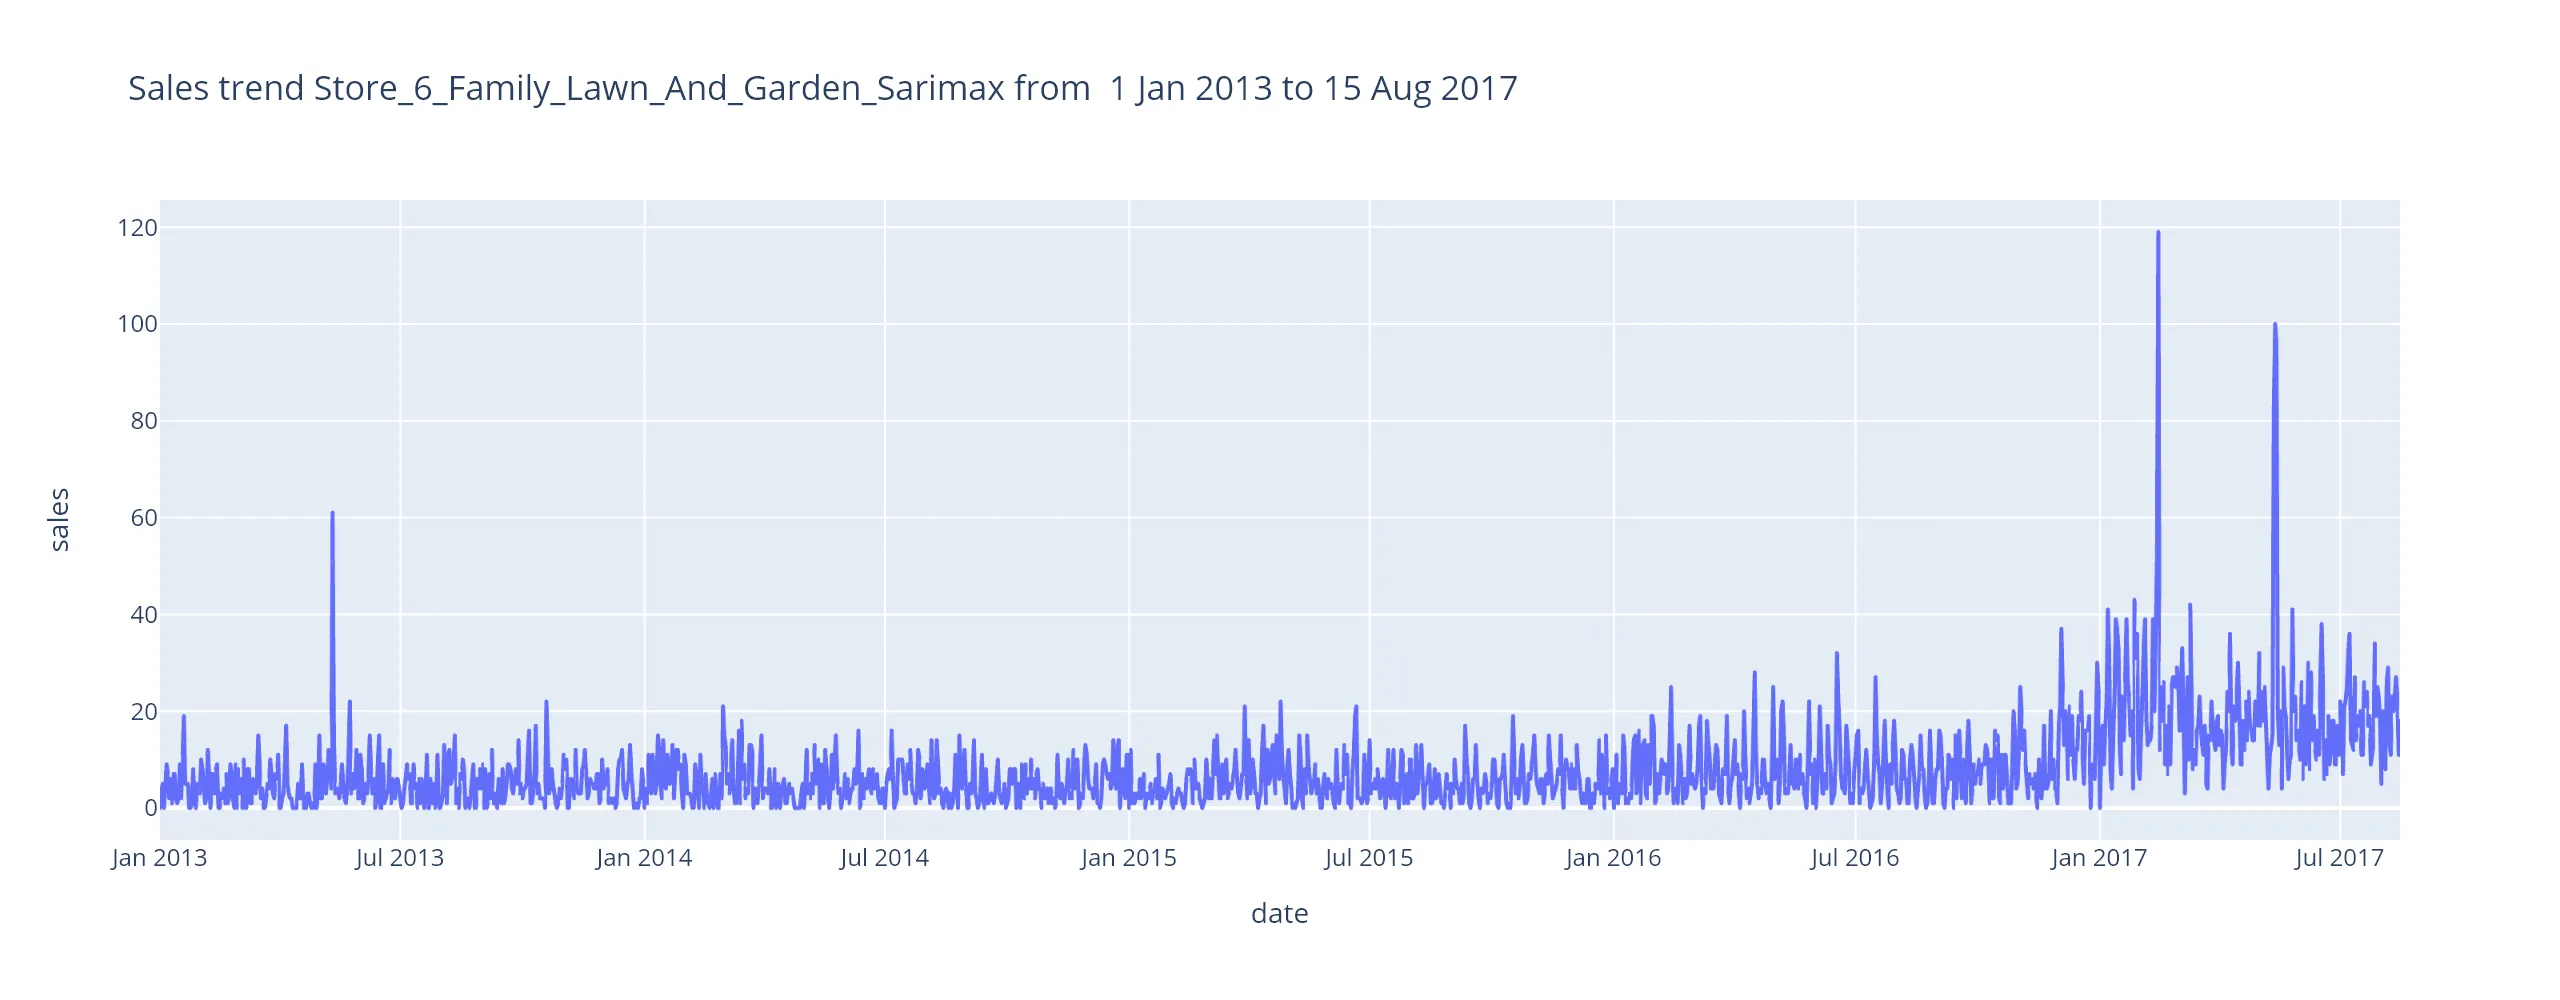 Sales trend Store_6_Family_Lawn_And_Garden_Sarimax from  1 Jan 2013 to 15 Aug 2017
120
100
80
60
40
20
0
sales
Jan 2013 Jul 2013 Jan 2014 Jul 2014 Jan 2015 Jul 2015 Jan 2016 Jul 2016 Jan 2017 Jul 2017
date